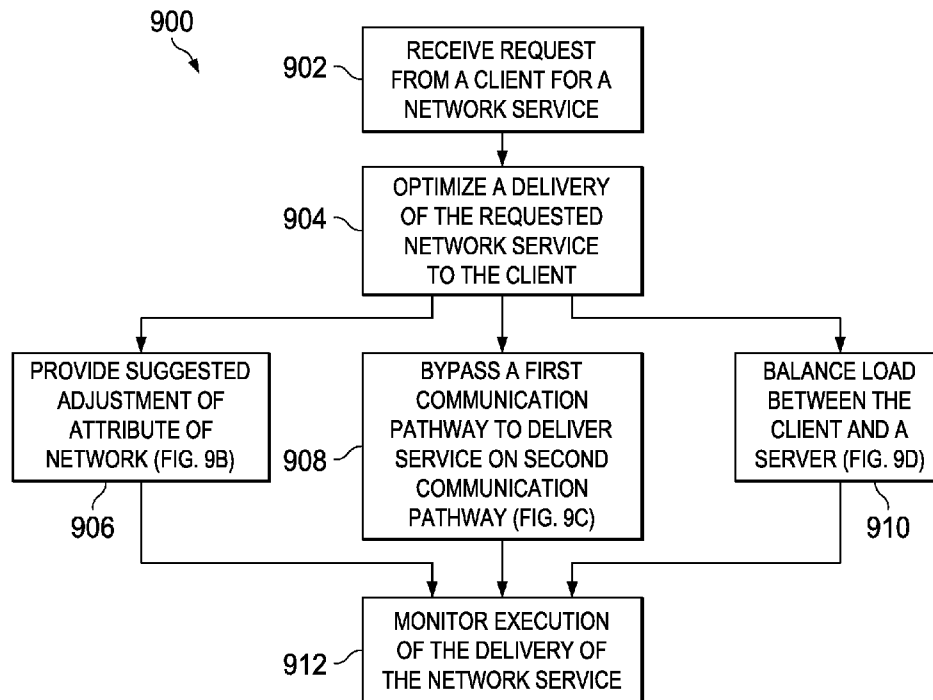 900
902
RECEIVE REQUEST
FROM A CLIENT FOR A
NETWORK SERVICE
904
OPTIMIZE A DELIVERY
OF THE REQUESTED
NETWORK SERVICE
TO THE CLIENT
PROVIDE SUGGESTED
ADJUSTMENT OF
ATTRIBUTE OF
NETWORK (FIG. 9B)
906
908
BYPASS A FIRST
COMMUNICATION
PATHWAY TO DELIVER
SERVICE ON SECOND
COMMUNICATION
PATHWAY (FIG. 9C)
BALANCE LOAD
BETWEEN THE
CLIENT AND A
SERVER (FIG. 9D)
910
912
MONITOR EXECUTION
OF THE DELIVERY OF
THE NETWORK SERVICE